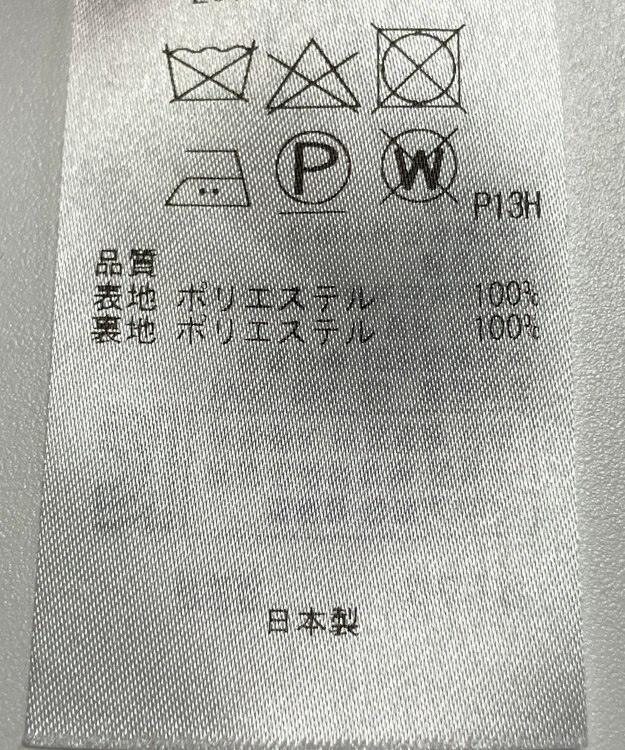 P
W
P13H
品質
表地 ポリエステル 100%
裏地 ポリエステル 100%
日本製